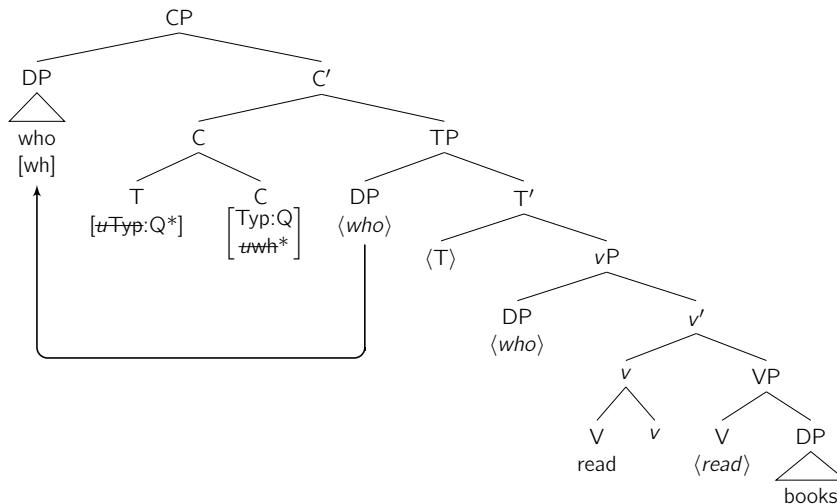 CP
DP C′
who
[wh]
C TP
T C DP T′
[uTyp:Q*] [Typ:Q ⟨who⟩
uwh*]
⟨T⟩ vP
DP v′
⟨who⟩
v VP
V v V DP
read ⟨read⟩ books